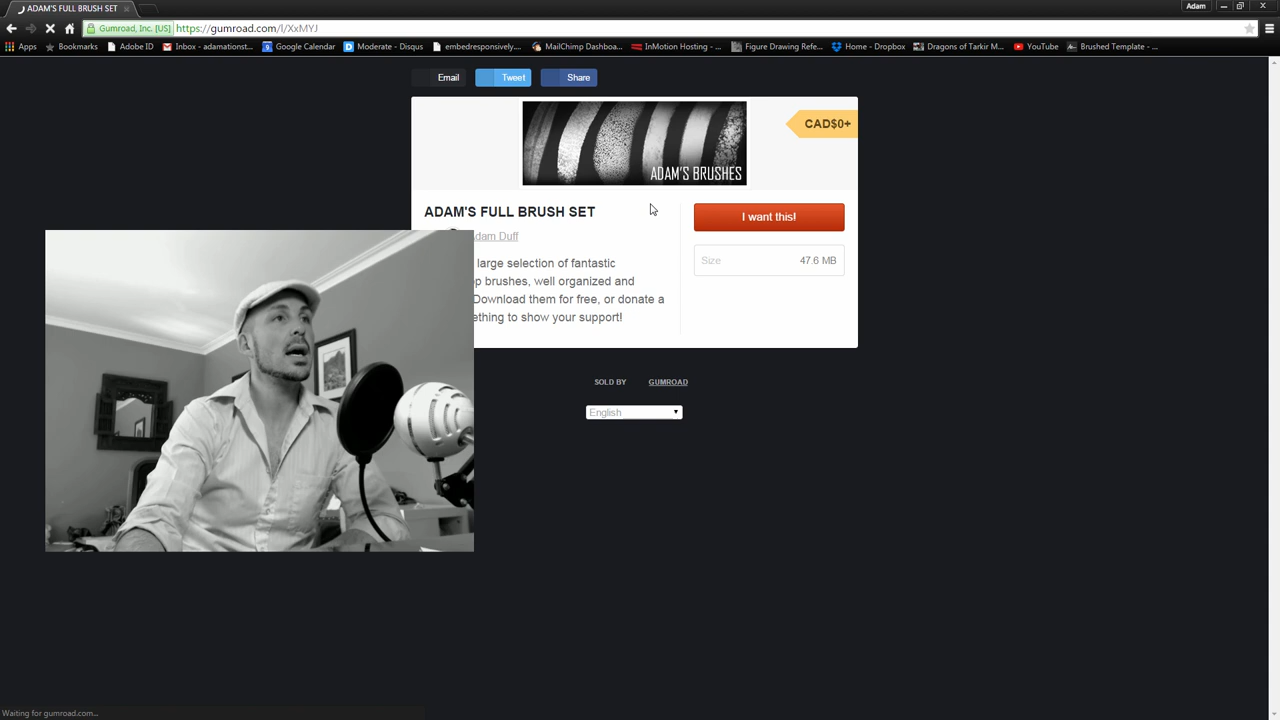 ADAM'S FULL BRUSH SET
Adam
Gumroad, Inc. [US] https://gumroad.com/l/XxMYJ
Apps Bookmarks Adobe ID Inbox - adamationst... Google Calendar Moderate - Disqus embedresponsively.... MailChimp Dashboa... InMotion Hosting - ... Figure Drawing Refe... Home - Dropbox Dragons of Tarkir M... YouTube Brushed Template - ...
Email Tweet Share
CAD$0+
ADAM'S BRUSHES
ADAM'S FULL BRUSH SET
I want this!
Adam Duff
Size 47.6 MB
large selection of fantastic
p brushes, well organized and
Download them for free, or donate a
ething to show your support!
SOLD BY GUMROAD
English
Waiting for gumroad.com...